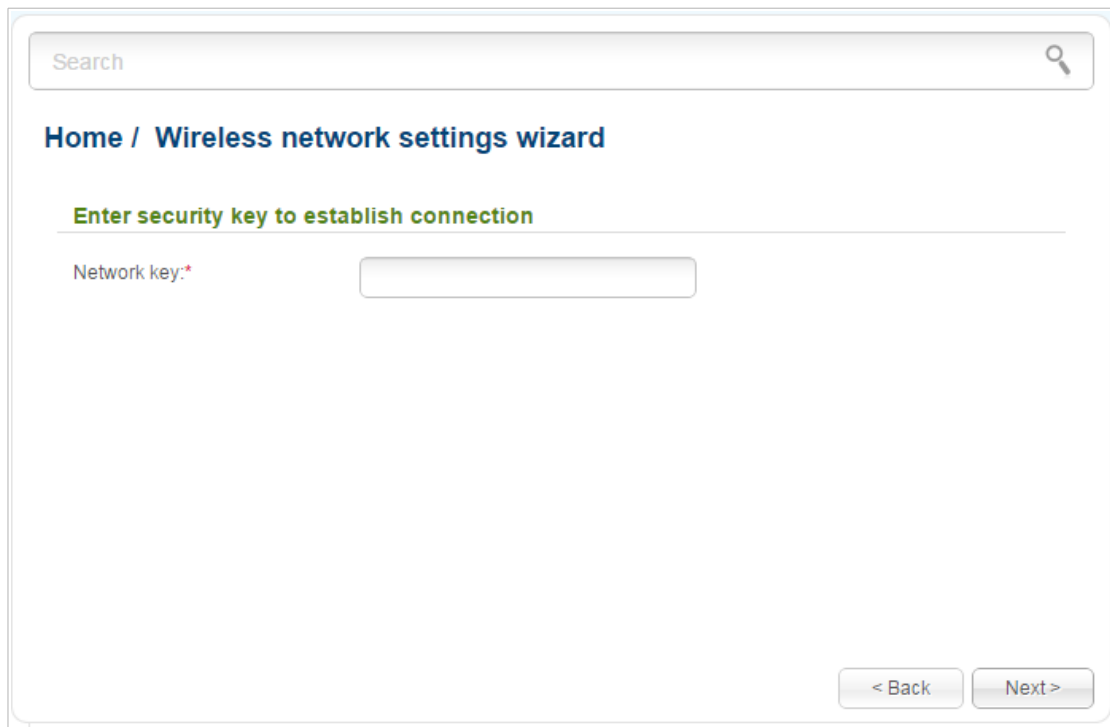 Search
Home / Wireless network settings wizard
Enter security key to establish connection
Network key:*
< Back Next >